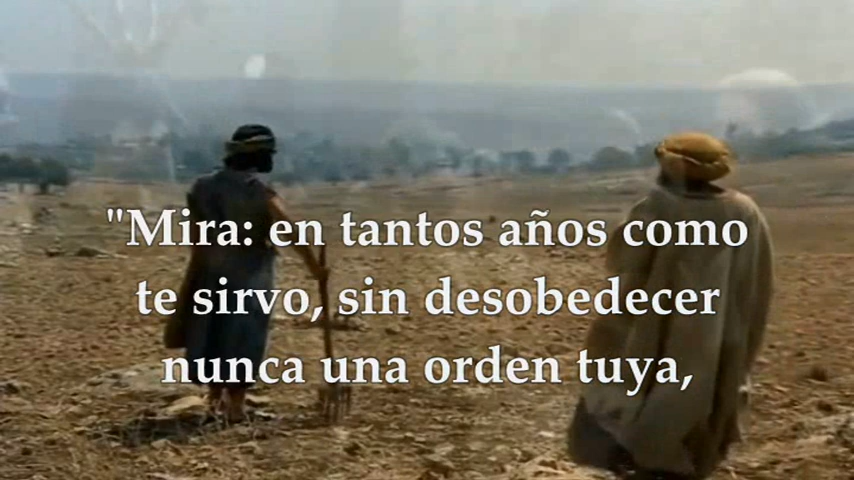 "Mira: en tantos años como
te sirvo, sin desobedecer
nunca una orden tuya,